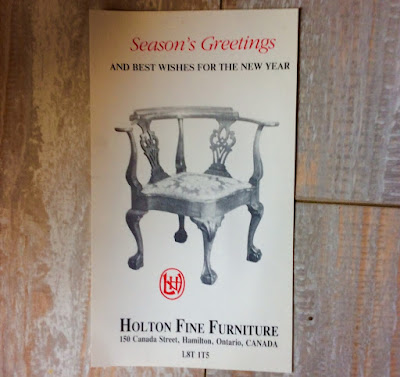 Season's Greetings
AND BEST WISHES FOR THE NEW YEAR
HOLTON FINE FURNITURE
150 Canada Street, Hamilton, Ontario, CANADA
L8T 1T5